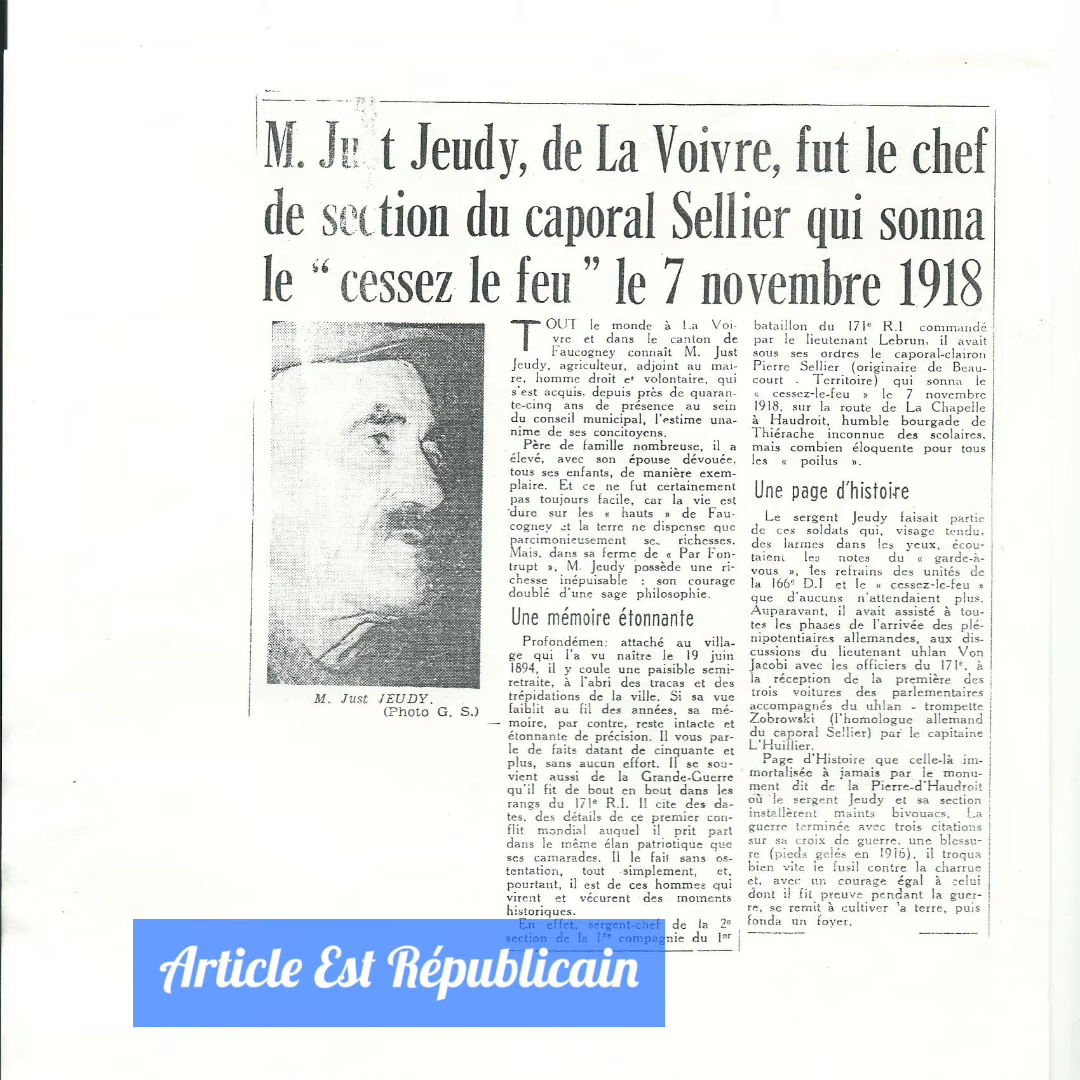 M. Ju t Jeudy, de La Voivre, fut le chef
de section du caporal Sellier qui sonna
le “ cessez le feu ” le 7 novembre 1918
M. Just JEUDY.
(Photo G. S.)
TOUT le monde à La Voi-
vre et dans le canton de
Faucogney connaît M. Just
Jeudy, agriculteur, adjoint au mai-
re, homme droit et volontaire, qui
s'est acquis, depuis près de quaran-
te-cinq ans de présence au sein
du conseil municipal, l'estime una-
nime de ses concitoyens.
Père de famille nombreuse, il a
élevé, avec son épouse dévouée,
tous ses enfants, de manière exem-
plaire. Et ce ne fut certainement
pas toujours facile, car la vie est
dure sur les « hauts » de Fau-
cogney et la terre ne dispense que
parcimonieusement ses richesses.
Mais, dans sa ferme de « Par Fon-
trupt », M. Jeudy possède une ri-
chesse inépuisable : son courage
doublé d'une sage philosophie.
Une mémoire étonnante
Profondément attaché au villa-
ge qui l'a vu naître le 19 juin
1894, il y coule une paisible semi-
retraite, à l'abri des tracas et des
trépidations de la ville. Si sa vue
faiblit au fil des années, sa mé-
moire, par contre, reste intacte et
étonnante de précision. Il vous par-
le de faits datant de cinquante et
plus, sans aucun effort. Il se sou-
vient aussi de la Grande-Guerre
qu'il fit de bout en bout dans les
rangs du 171e R.I. Il cite des da-
tes, des détails de ce premier con-
flit mondial auquel il prit part
dans le même élan patriotique que
ses camarades. Il le fait sans os-
tentation, tout simplement, et,
pourtant, il est de ces hommes qui
virent et vécurent des moments
historiques.
En effet, sergent-chef de la 2e
section de la 1re compagnie du 1er
bataillon du 171e R.I commandé
par le lieutenant Lebrun, il avait
sous ses ordres le caporal-clairon
Pierre Sellier (originaire de Beau-
court - Territoire) qui sonna le
« cessez-le-feu » le 7 novembre
1918, sur la route de La Chapelle
à Haudroit, humble bourgade de
Thiérache inconnue des scolaires,
mais combien éloquente pour tous
les « poilus ».
Une page d'histoire
Le sergent Jeudy faisait partie
de ces soldats qui, visage tendu,
des larmes dans les yeux, écou-
taient les notes du « garde-à-
vous », les refrains des unités de
la 166e D.I et le « cessez-le-feu »
que d'aucuns n'attendaient plus.
Auparavant, il avait assisté à tou-
tes les phases de l'arrivée des plé-
nipotentiaires allemandes, aux dis-
cussions du lieutenant uhlan Von
Jacobi avec les officiers du 171e, à
la réception de la première des
trois voitures des parlementaires
accompagnés du uhlan - trompette
Zobrowski (l'homologue allemand
du caporal Sellier) par le capitaine
L'Huillier.
Page d'Histoire que celle-là im-
mortalisée à jamais par le monu-
ment dit de la Pierre-d'Haudroit
où le sergent Jeudy et sa section
installèrent maints bivouacs. La
guerre terminée avec trois citations
sur sa croix de guerre, une blessu-
re (pieds gelés en 1916), il troqua
bien vite le fusil contre la charrue
et, avec un courage égal à celui
dont il fit preuve pendant la guer-
re, se remit à cultiver 'a terre, puis
fonda un foyer.
Article Est Républicain